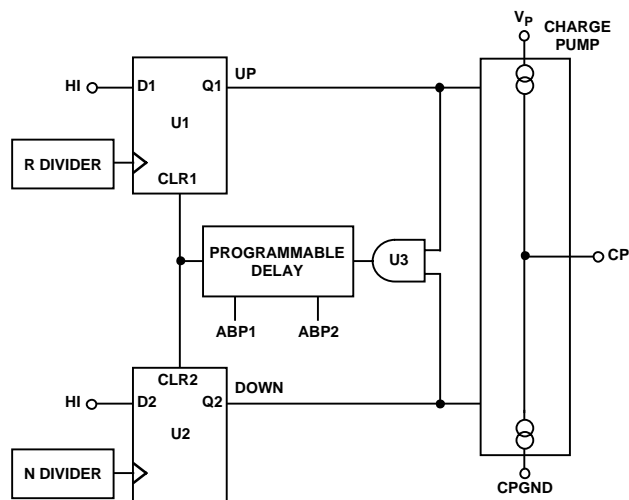 VP
CHARGE
PUMP
UP
HI
D1
Q1
U1
R DIVIDER
CLR1
PROGRAMMABLE
DELAY
U3
CP
ABP1
ABP2
CLR2
DOWN
HI
D2
Q2
U2
N DIVIDER
CPGND